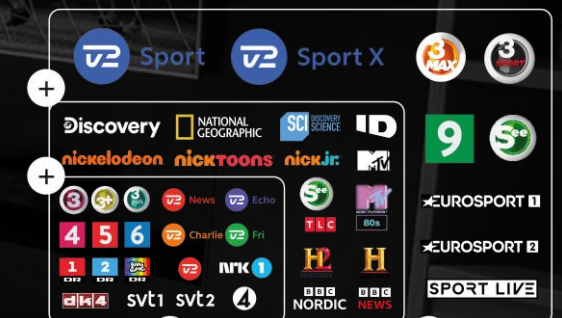 TV2 Sport TV2 Sport X 3 MAX 3 SPORT
+
Discovery NATIONAL GEOGRAPHIC SCI DISCOVERY SCIENCE ID
9 See
nickelodeon nicktoons nick jr. MTV
+
3 3+ TV2 News TV2 Echo See MTV MUSIC TELEVISION 80s
EUROSPORT 1
4 5 6 TV2 Charlie TV2 Fri TLC
EUROSPORT 2
1 DR 2 DR DR TV2 NRK 1 H2 HISTORY H
SPORT LIVE
dk4 svt1 svt2 4 BBC NORDIC BBC NEWS